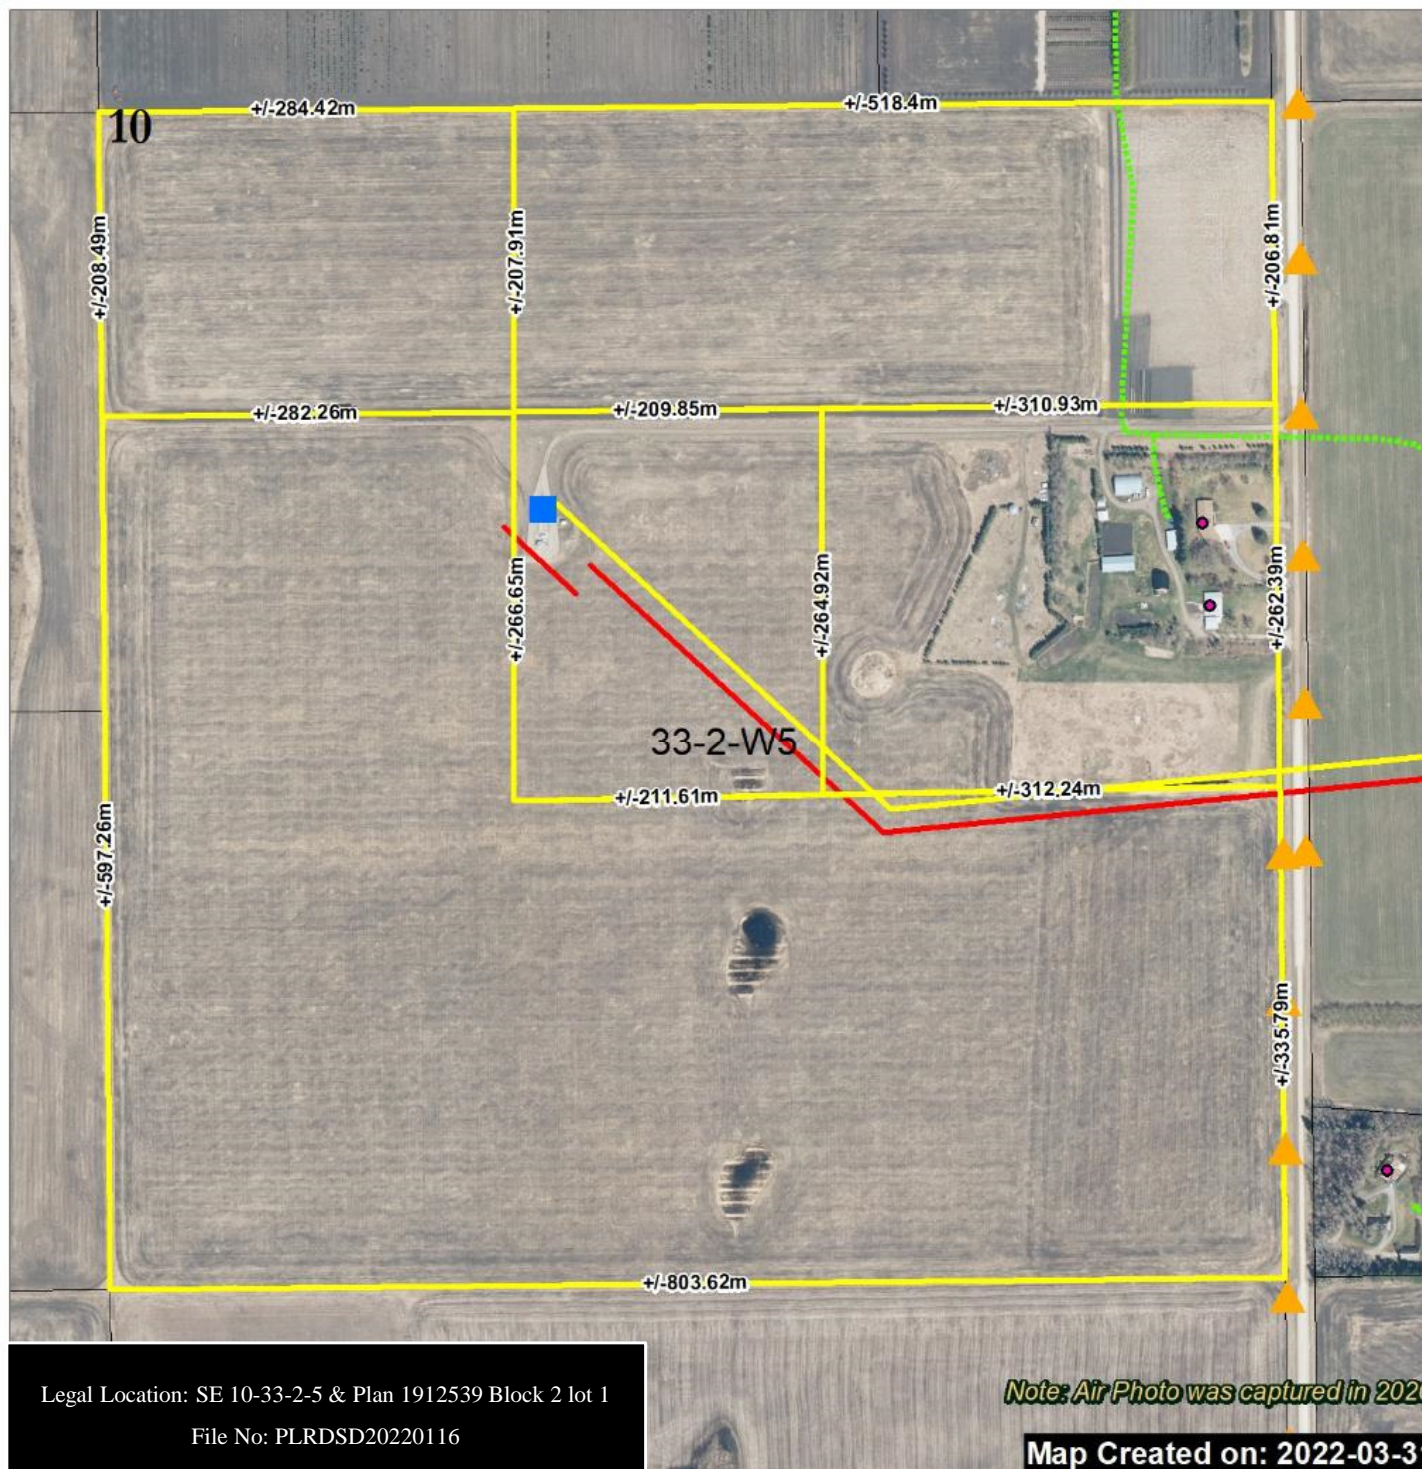 +/-284.42m
+/-518.4m
10
+/-208.49m
+/-207.91m
+/-206.81m
+/-282.26m
+/-209.85m
+/-310.93m
+/-266.65m
+/-264.92m
+/-262.39m
33-2-W5
+/-211.61m
+/-312.24m
+/-597.26m
+/-335.79m
+/-803.62m
Legal Location: SE 10-33-2-5 & Plan 1912539 Block 2 lot 1
File No: PLRDSD20220116
Note: Air Photo was captured in 202
Map Created on: 2022-03-3